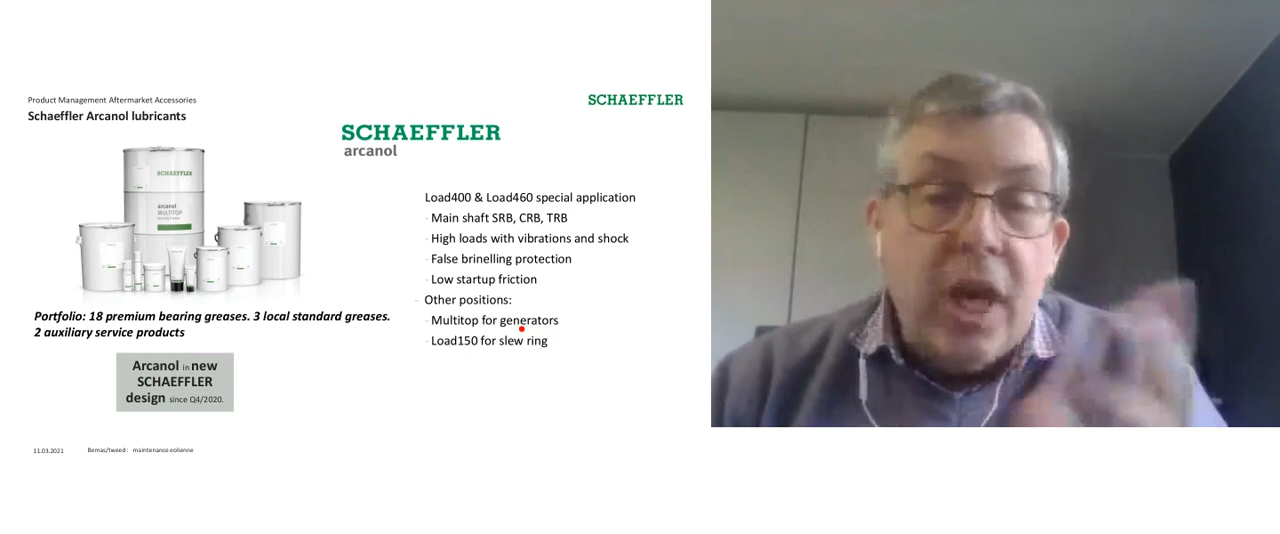 Product Management Aftermarket Accessories
Schaeffler Arcanol lubricants
SCHAEFFLER
SCHAEFFLER
arcanol
SCHAEFFLER
arcanol
MULTITOP
Load400 & Load460 special application
- Main shaft SRB, CRB, TRB
- High loads with vibrations and shock
- False brinelling protection
- Low startup friction
- Other positions:
- Multitop for generators
- Load150 for slew ring
Portfolio: 18 premium bearing greases. 3 local standard greases.
2 auxiliary service products
Arcanol in new
SCHAEFFLER
design since Q4/2020.
11.03.2021 Bemas/tweed : maintenance eolienne